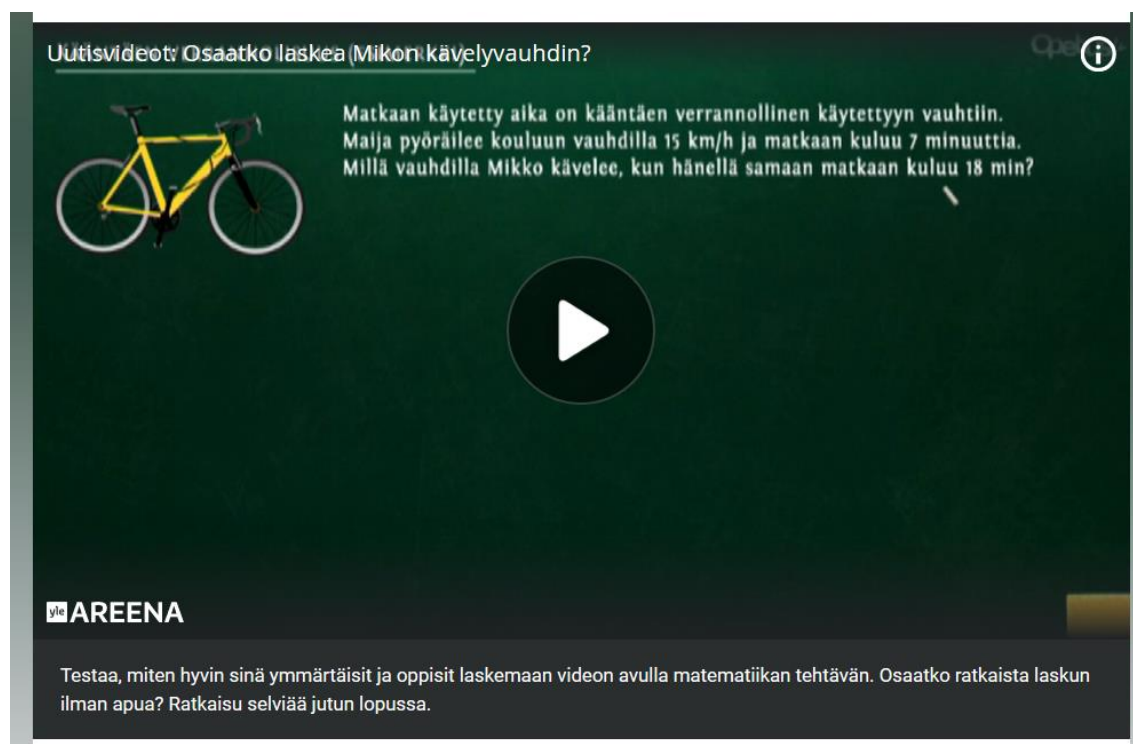 Uutisvideot: Osaatko laskea Mikon kävelyvauhdin?
Matkaan käytetty aika on kääntäen verrannollinen käytettyyn vauhtiin.
Maija pyöräilee kouluun vauhdilla 15 km/h ja matkaan kuluu 7 minuuttia.
Millä vauhdilla Mikko kävelee, kun hänellä samaan matkaan kuluu 18 min?
yle AREENA
Testaa, miten hyvin sinä ymmärtäisit ja oppisit laskemaan videon avulla matematiikan tehtävän. Osaatko ratkaista laskun
ilman apua? Ratkaisu selviää jutun lopussa.